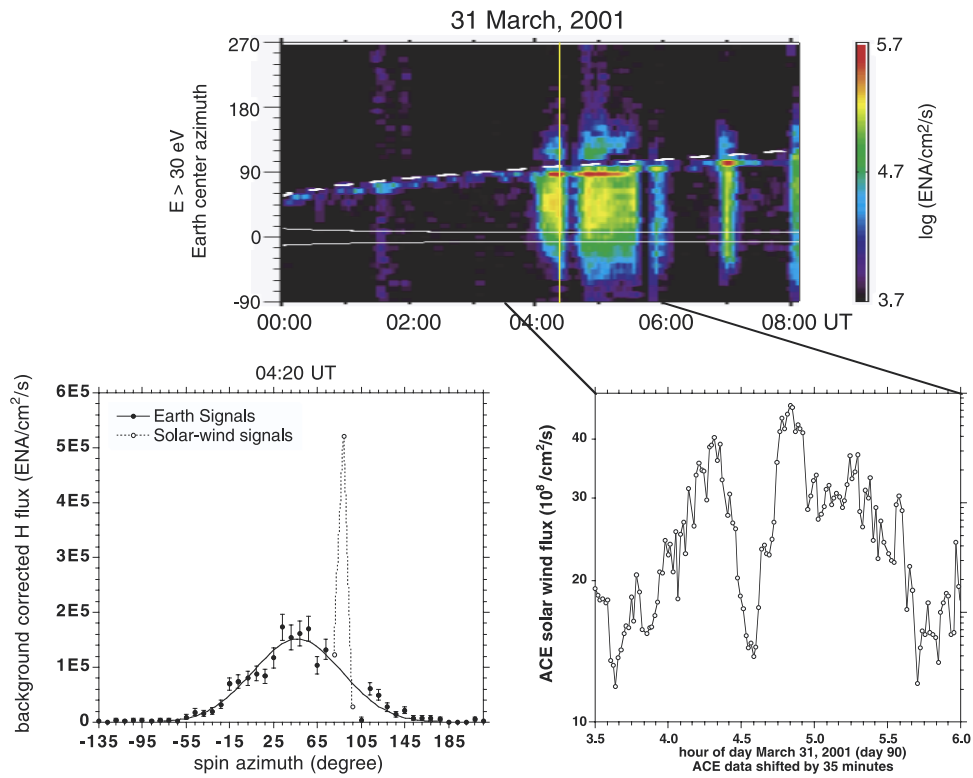 31 March, 2001
E > 30 eV
Earth center azimuth
270
180
90
0
-90
00:00
02:00
04:00
06:00
08:00 UT
5.7
4.7
3.7
log (ENA/cm2/s)
04:20 UT
background corrected H flux (ENA/cm²/s)
6E5
5E5
4E5
3E5
2E5
1E5
0
Earth Signals
Solar-wind signals
-135
-95
-55
-15
25
65
105
145
185
spin azimuth (degree)
ACE solar wind flux (10⁸ /cm²/s)
40
30
20
10
3.5
4.0
4.5
5.0
5.5
6.0
hour of day March 31, 2001 (day 90)
ACE data shifted by 35 minutes